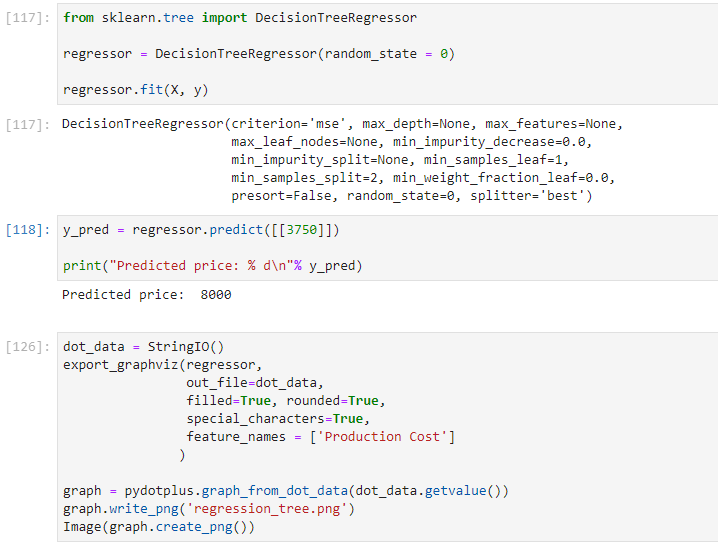 [117]: from sklearn.tree import DecisionTreeRegressor
regressor = DecisionTreeRegressor(random_state = 0)
regressor.fit(X, y)
[117]: DecisionTreeRegressor(criterion='mse', max_depth=None, max_features=None,
max_leaf_nodes=None, min_impurity_decrease=0.0,
min_impurity_split=None, min_samples_leaf=1,
min_samples_split=2, min_weight_fraction_leaf=0.0,
presort=False, random_state=0, splitter='best')
[118]: y_pred = regressor.predict([[3750]])
print("Predicted price: % d\n"% y_pred)
Predicted price:  8000
[126]: dot_data = StringIO()
export_graphviz(regressor,
out_file=dot_data,
filled=True, rounded=True,
special_characters=True,
feature_names = ['Production Cost']
)
graph = pydotplus.graph_from_dot_data(dot_data.getvalue())
graph.write_png('regression_tree.png')
Image(graph.create_png())